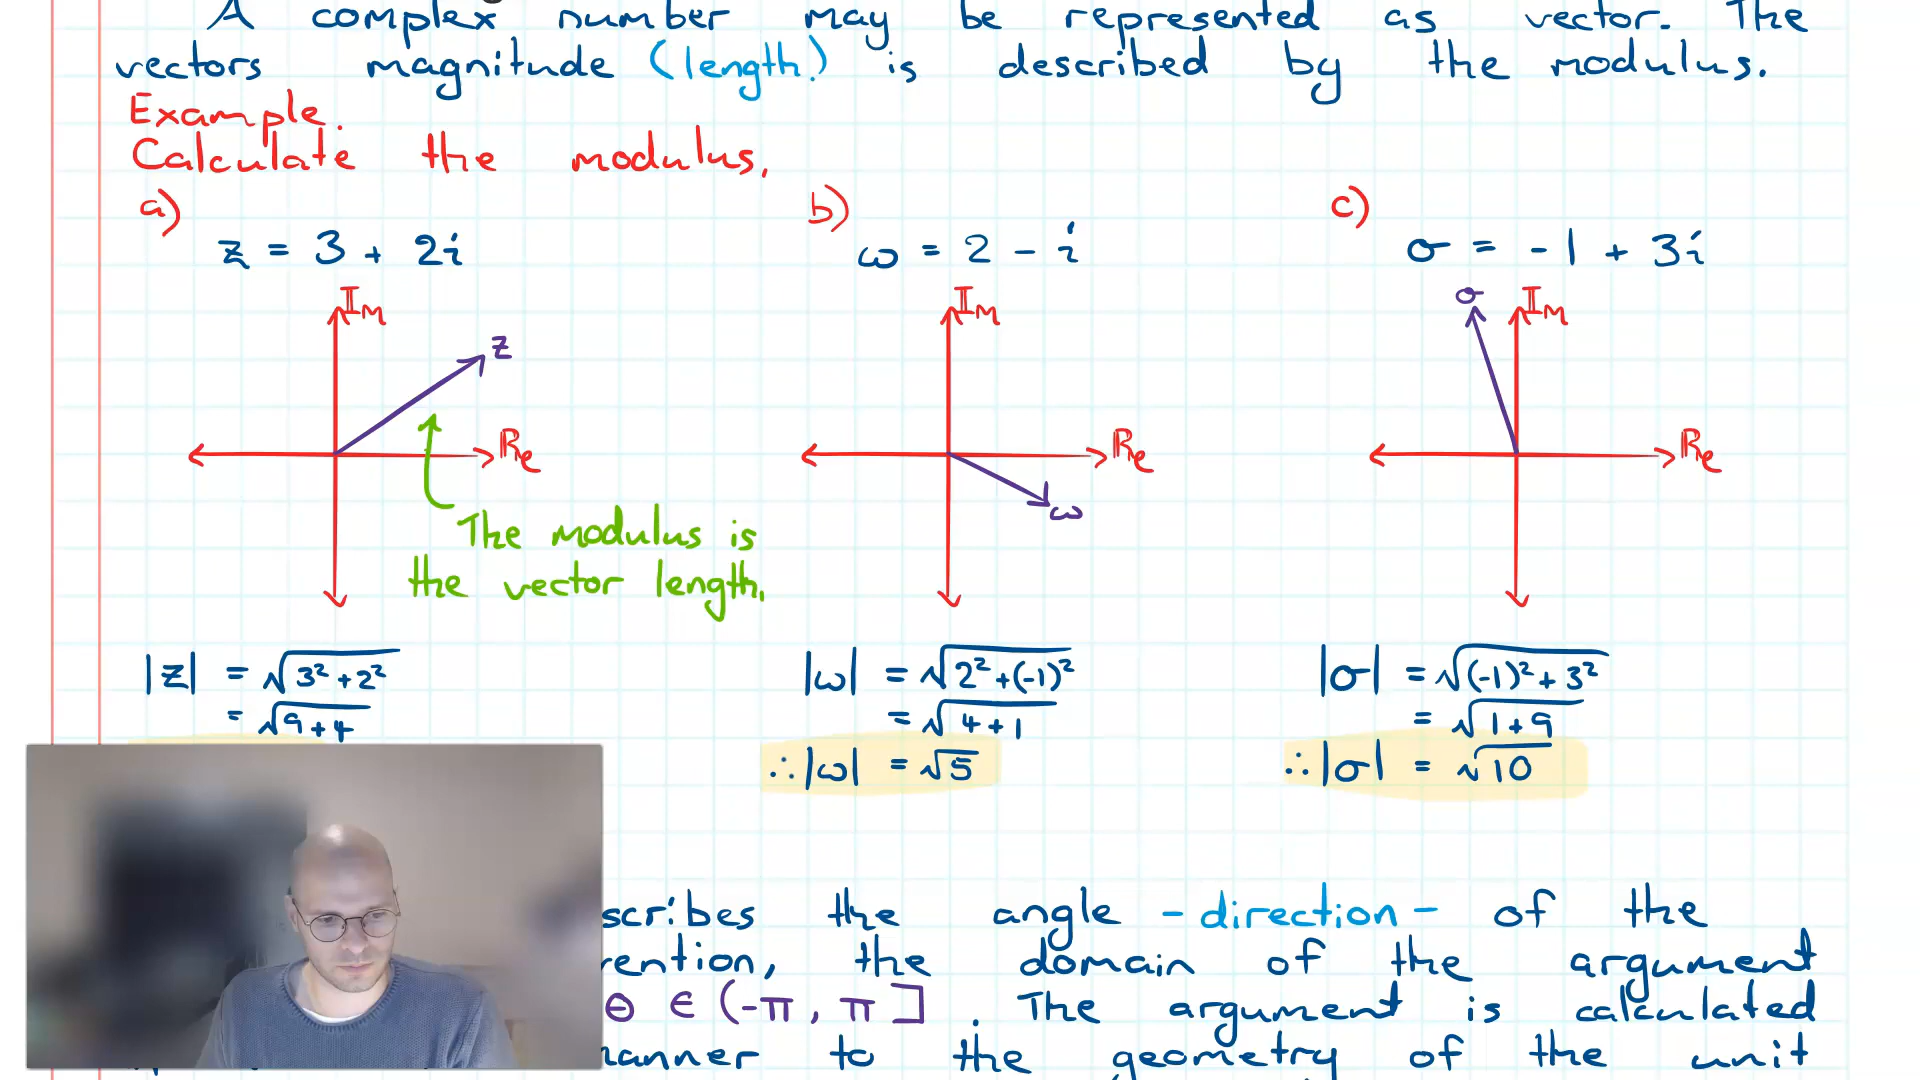 A complex number may be represented as vector. The
vectors magnitude (length) is described by the modulus.
Example.
Calculate the modulus,
a) b) c)
z = 3 + 2i ω = 2 - i σ = -1 + 3i
Im Im σ Im
z
Re Re Re
ω
The modulus is
the vector length.
|z| = √3²+2² |ω| = √2²+(-1)² |σ| = √(-1)²+3²
= √9+4 = √4+1 = √1+9
∴|ω| = √5 ∴|σ| = √10
scribes the angle - direction - of the
ention, the domain of the argument
θ ∈ (-π, π]. The argument is calculated
anner to the geometry of the unit